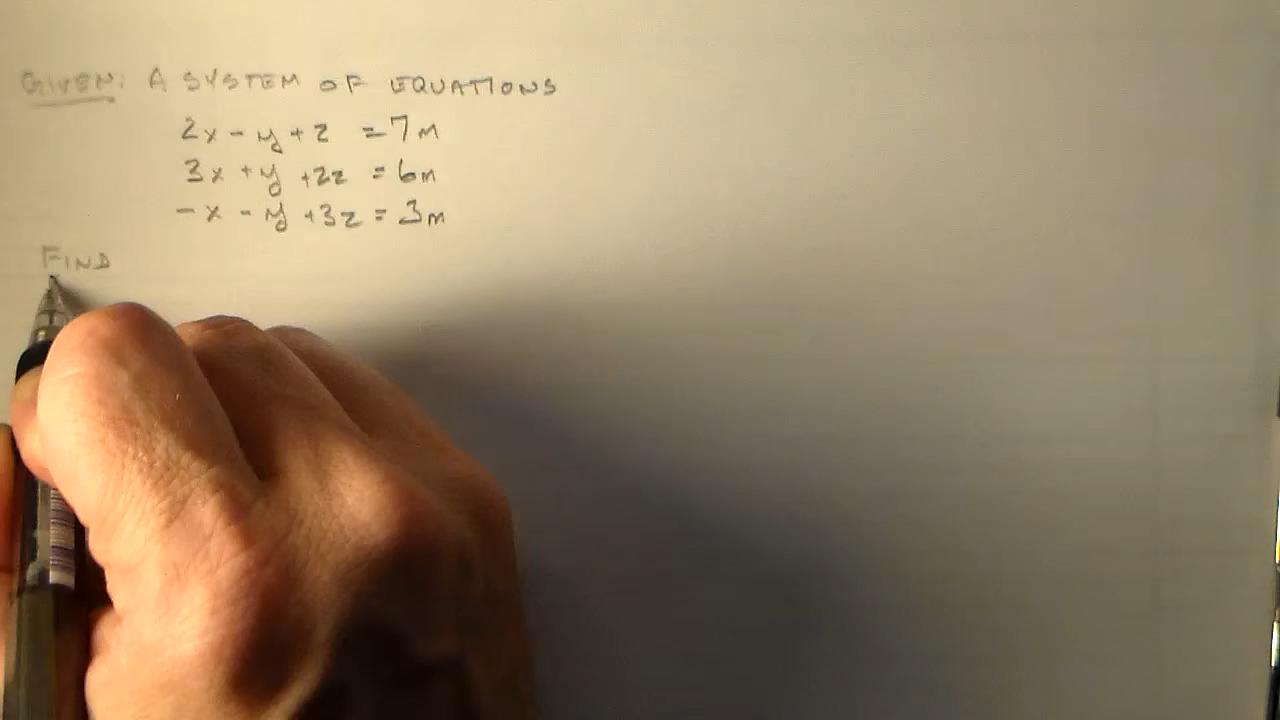 GIVEN: A SYSTEM OF EQUATIONS
2x - y + z = 7m
3x + y + 2z = 6m
-x - y + 3z = 3m
FIND